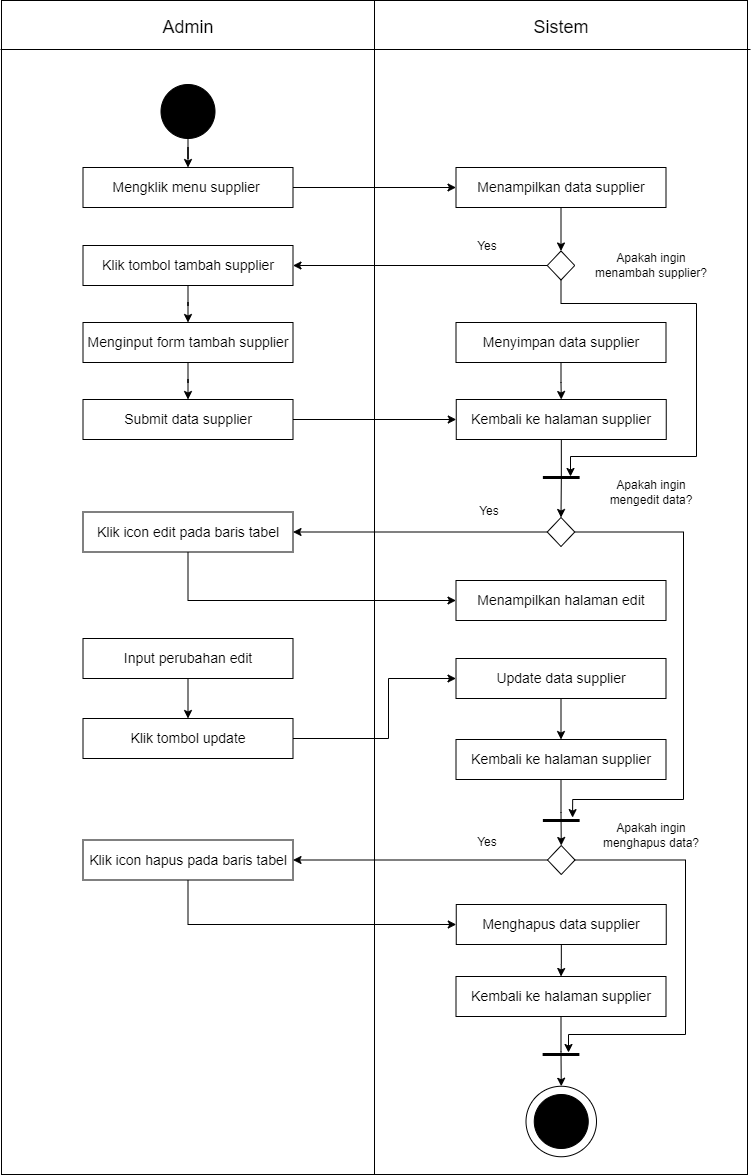 Admin
Sistem
Mengklik menu supplier
Menampilkan data supplier
Yes
Apakah ingin
menambah supplier?
Klik tombol tambah supplier
Menginput form tambah supplier
Menyimpan data supplier
Submit data supplier
Kembali ke halaman supplier
Apakah ingin
mengedit data?
Yes
Klik icon edit pada baris tabel
Menampilkan halaman edit
Input perubahan edit
Update data supplier
Klik tombol update
Kembali ke halaman supplier
Apakah ingin
menghapus data?
Yes
Klik icon hapus pada baris tabel
Menghapus data supplier
Kembali ke halaman supplier